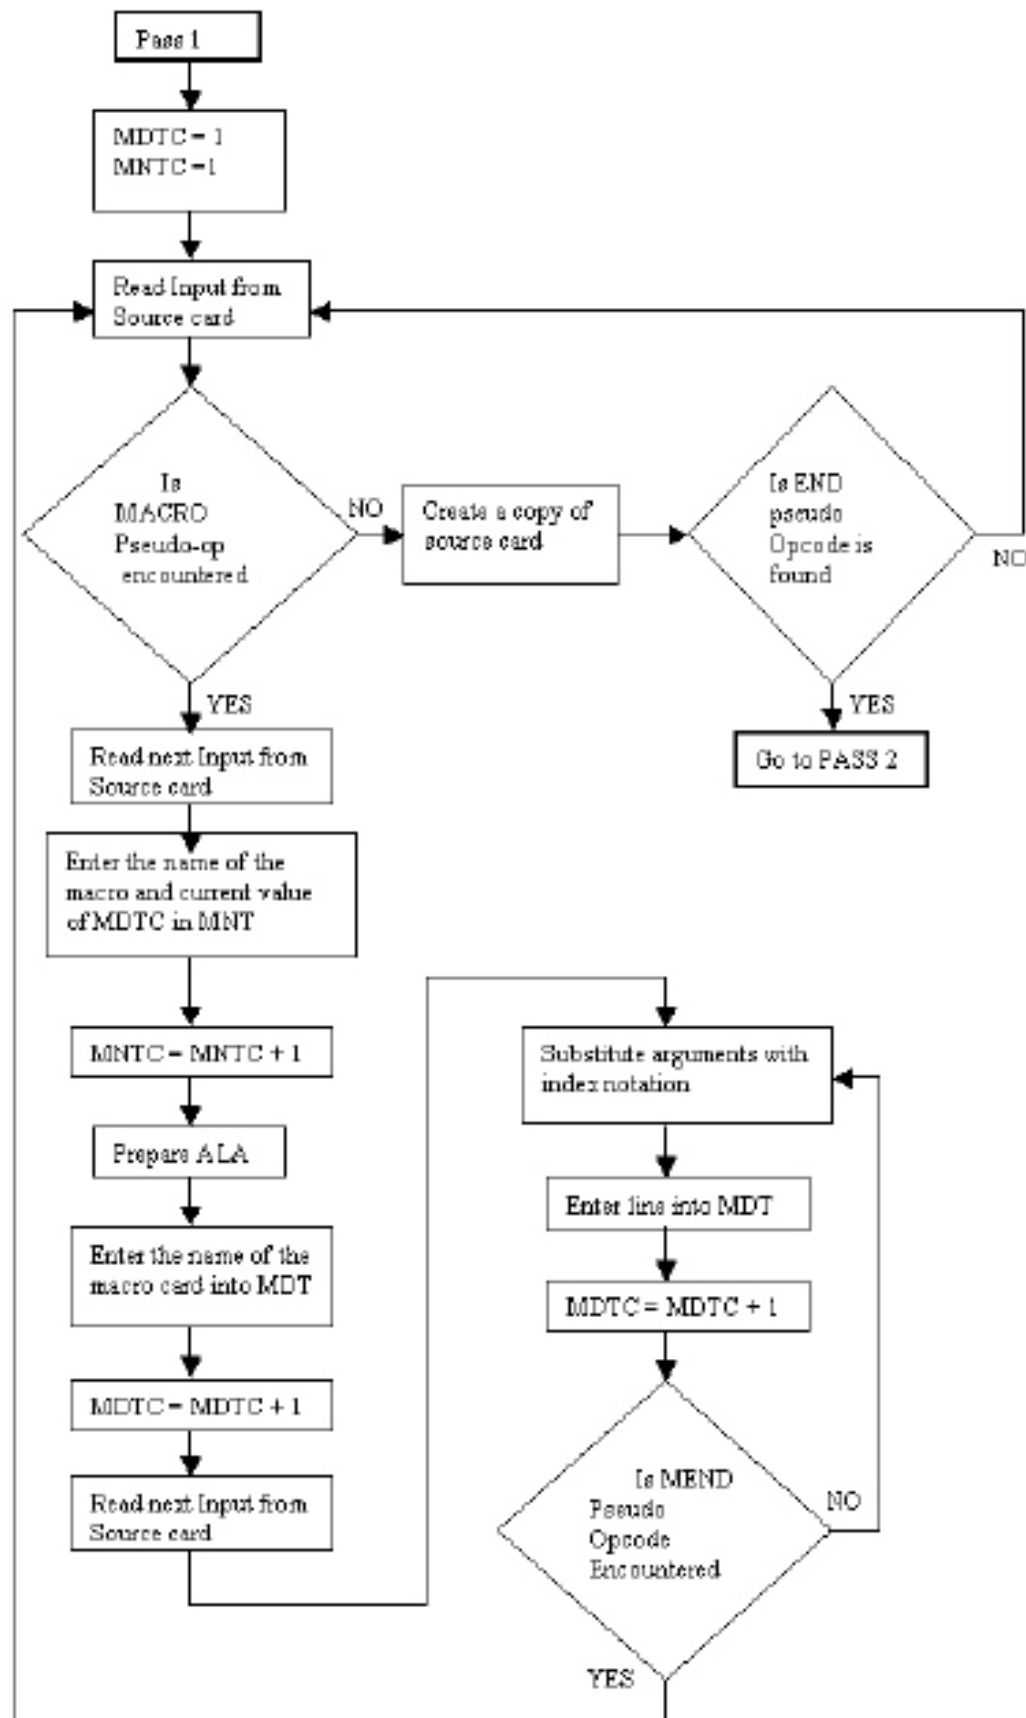 Pass 1
MDTC = 1
MNTC =1
Read Input from
Source card
Is
MACRO
Pseudo-op
encountered
NO
Create a copy of
source card
Is END
pseudo
Opcode is
found
NO
YES
YES
Read next Input from
Source card
Go to PASS 2
Enter the name of the
macro and current value
of MDTC in MNT
MNTC = MNTC + 1
Prepare ALA
Enter the name of the
macro card into MDT
MDTC = MDTC + 1
Read next Input from
Source card
Substitute arguments with
index notation
Enter line into MDT
MDTC = MDTC + 1
Is MEND
Pseudo
Opcode
Encountered
NO
YES